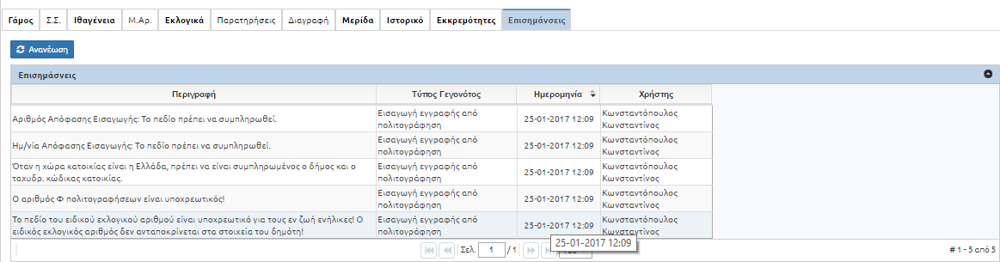 Γάμος Σ.Σ. Ιθαγένεια Μ.Αρ. Εκλογικά Παρατηρήσεις Διαγραφή Μερίδα Ιστορικό Εκκρεμότητες Επισημάνσεις
Ανανέωση
Επισημάσνεις
Περιγραφή Τύπος Γεγονότος Ημερομηνία Χρήστης
Αριθμός Απόφασης Εισαγωγής: Το πεδίο πρέπει να συμπληρωθεί. Εισαγωγή εγγραφής από 25-01-2017 12:09 Κωνσταντόπουλος
πολιτογράφηση Κωνσταντίνος
Ημ/νία Απόφασης Εισαγωγής: Το πεδίο πρέπει να συμπληρωθεί. Εισαγωγή εγγραφής από 25-01-2017 12:09 Κωνσταντόπουλος
πολιτογράφηση Κωνσταντίνος
Όταν η χώρα κατοικίας είναι η Ελλάδα, πρέπει να είναι συμπληρωμένος ο δήμος και ο Εισαγωγή εγγραφής από 25-01-2017 12:09 Κωνσταντόπουλος
ταχυδρ. κώδικας κατοικίας. πολιτογράφηση Κωνσταντίνος
Ο αριθμός Φ πολιτογραφήσεων είναι υποχρεωτικός! Εισαγωγή εγγραφής από 25-01-2017 12:09 Κωνσταντόπουλος
πολιτογράφηση Κωνσταντίνος
Το πεδίο του ειδικού εκλογικού αριθμού είναι υποχρεωτικό για τους εν ζωή ενήλικες! Ο Εισαγωγή εγγραφής από 25-01-2017 12:09 Κωνσταντόπουλος
ειδικός εκλογικός αριθμός δεν ανταποκρίνεται στα στοιχεία του δημότη! πολιτογράφηση Κωνσταντίνος
25-01-2017 12:09
Σελ. 1 / 1 # 1 - 5 από 5